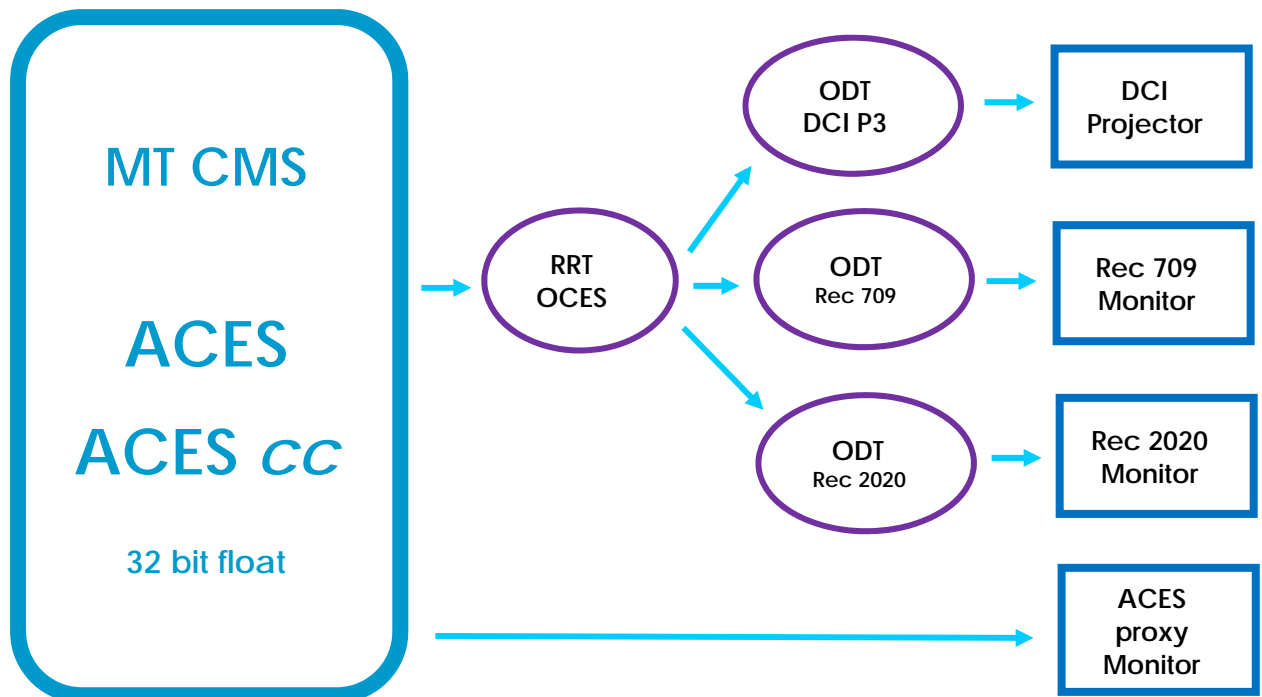 MT CMS
ACES
ACES cc
32 bit float
RRT
OCES
ODT
DCI P3
DCI
Projector
ODT
Rec 709
Rec 709
Monitor
ODT
Rec 2020
Rec 2020
Monitor
ACES
proxy
Monitor